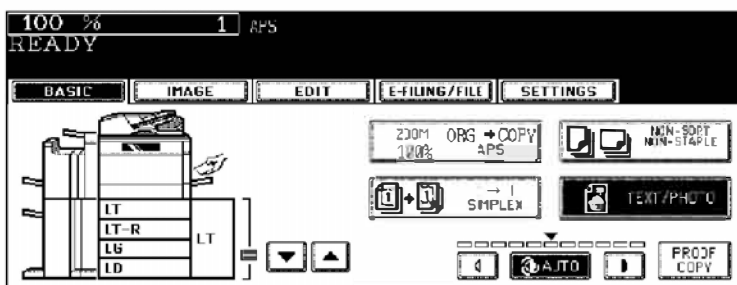 100 % 1 APS
READY
BASIC IMAGE EDIT E-FILING/FILE SETTINGS
ZOOM ORG → COPY
100% APS
NON-SORT
NON-STAPLE
1 → 1
SIMPLEX
TEXT/PHOTO
LT
LT-R
LG
LD
LT
AUTO
PROOF
COPY